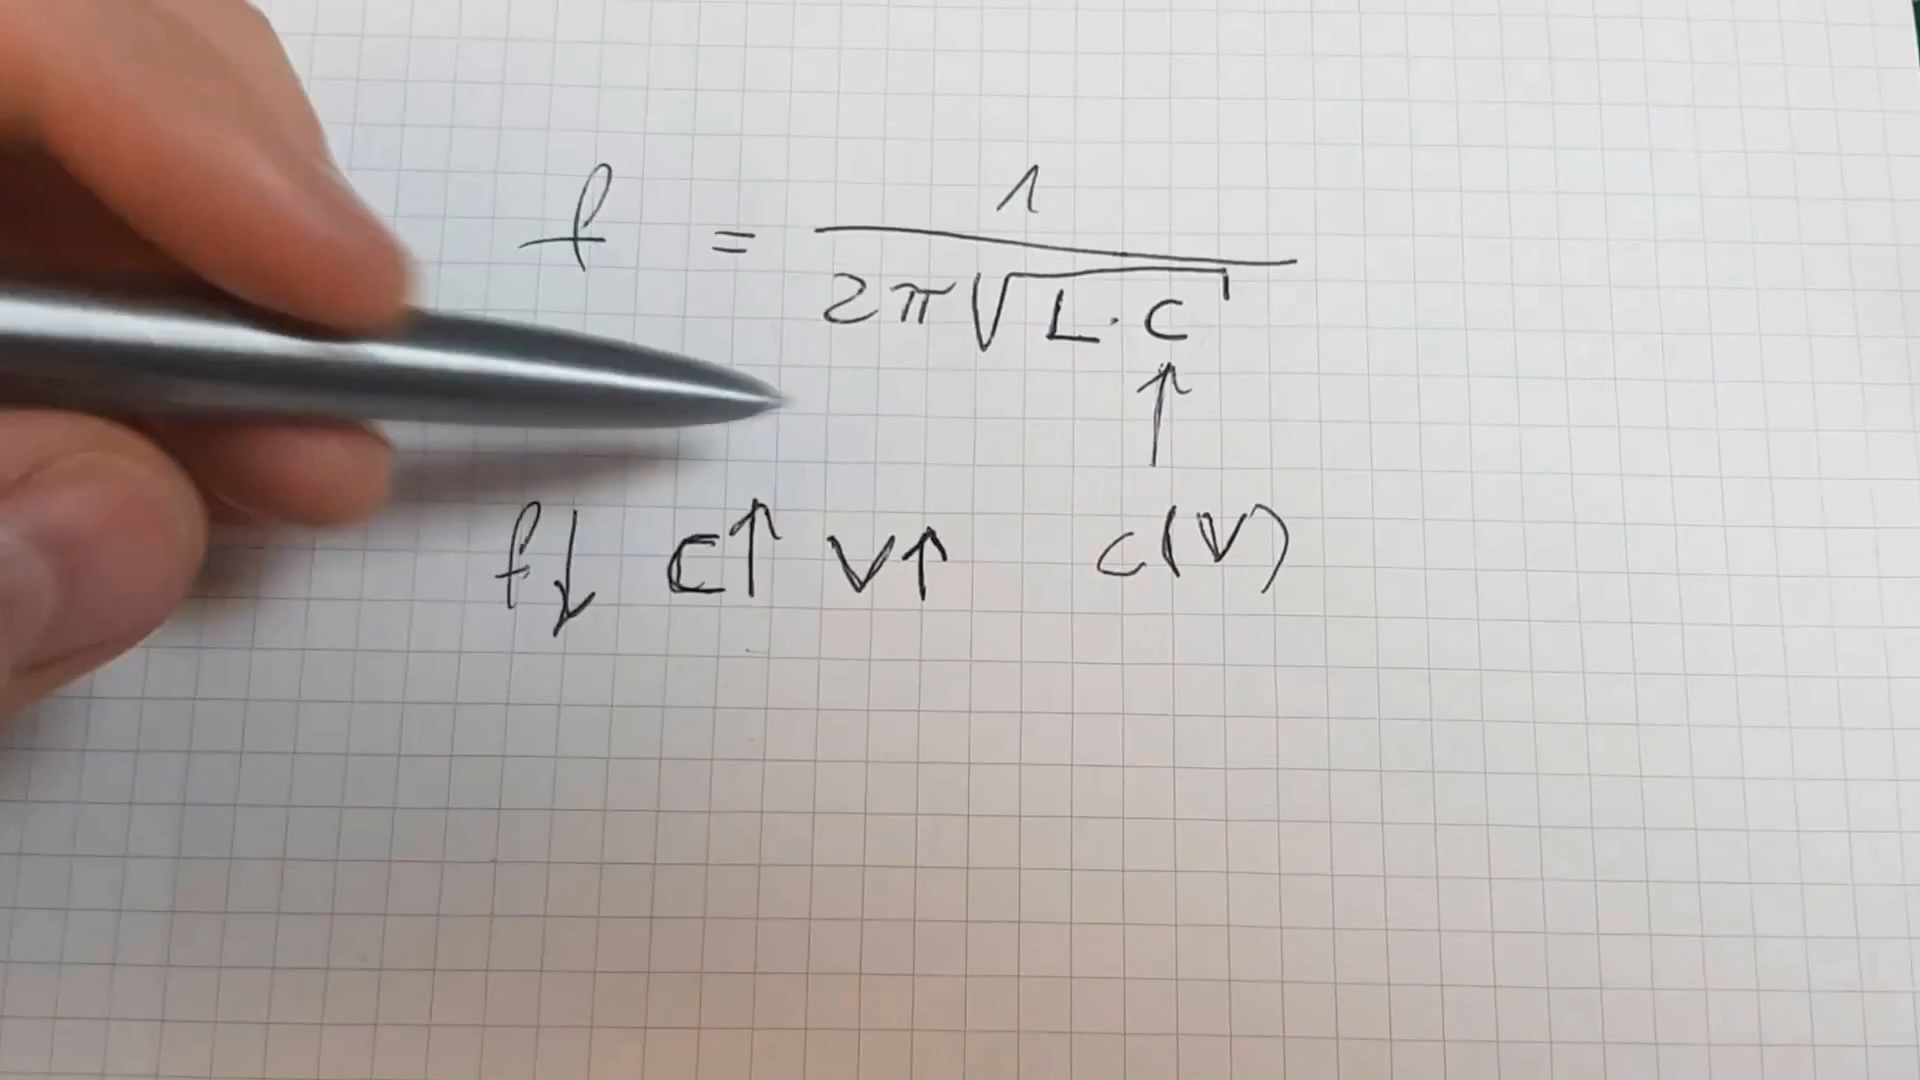 f = 1
2π√L·C
↑
f↓ C↑ V↑ C(V)